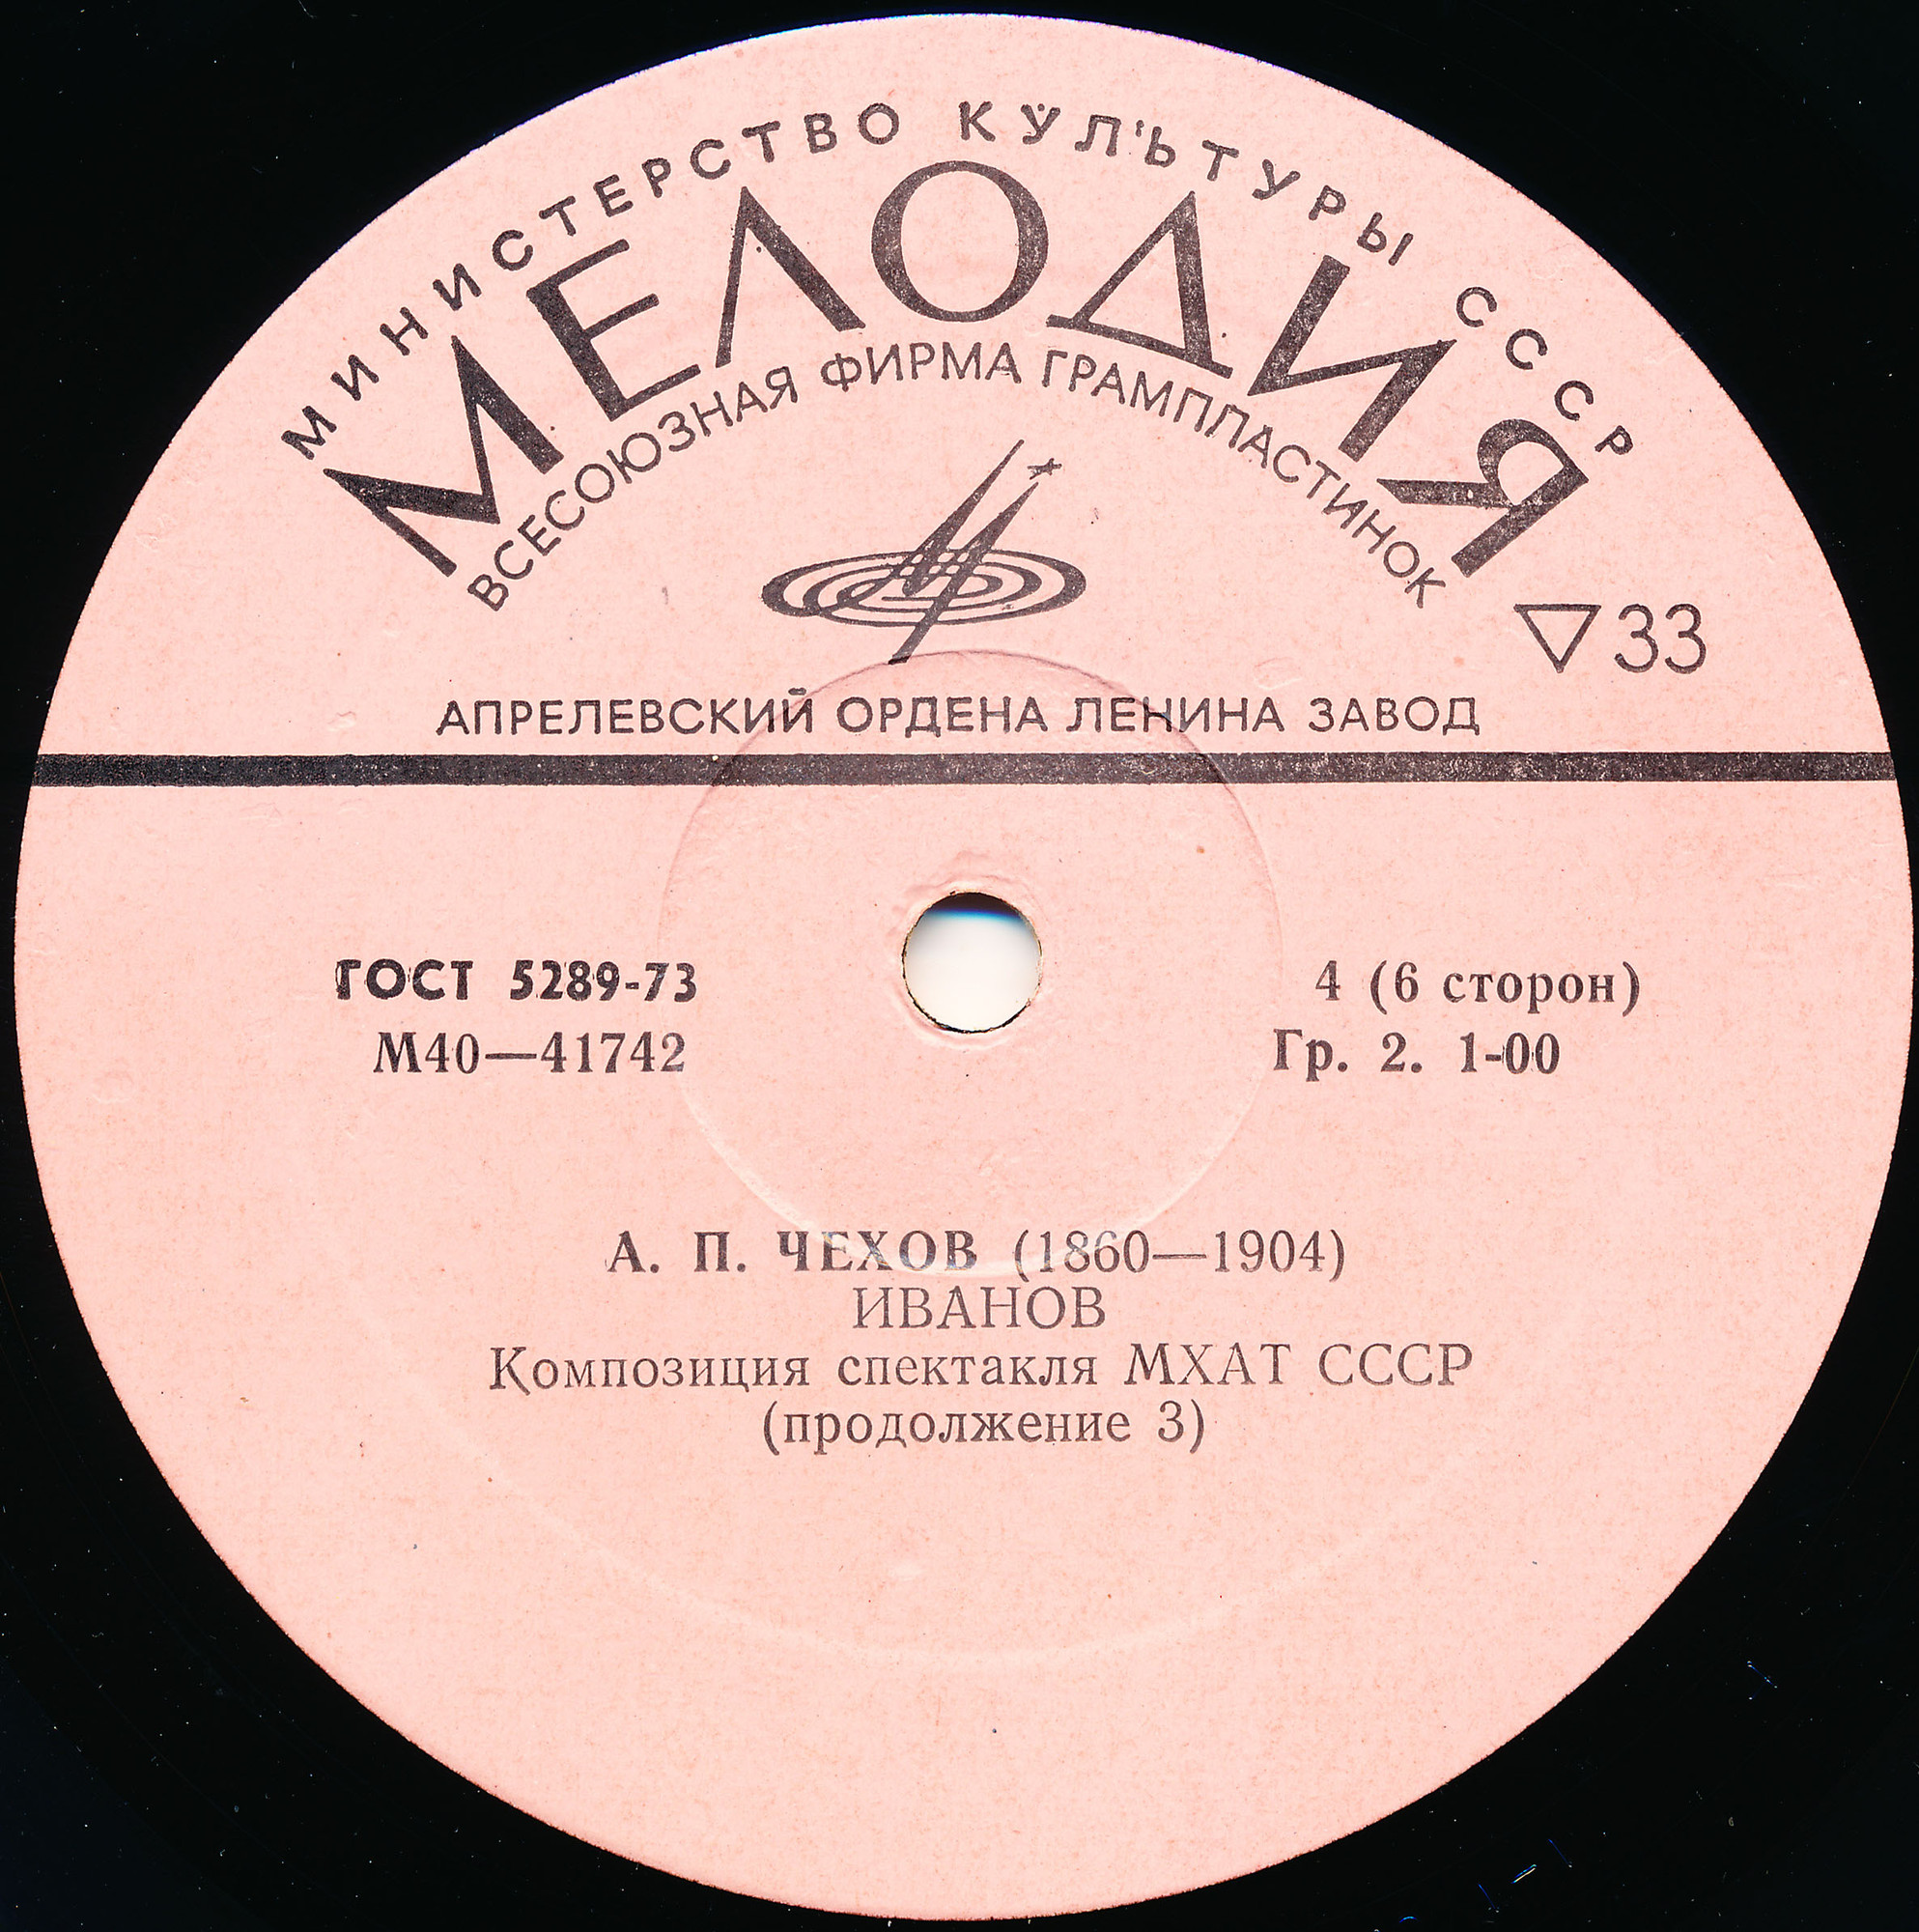 МИНИСТЕРСТВО КУЛЬТУРЫ СССР
МЕЛОДИЯ
ВСЕСОЮЗНАЯ ФИРМА ГРАМПЛАСТИНОК
▽33
АПРЕЛЕВСКИЙ ОРДЕНА ЛЕНИНА ЗАВОД
ГОСТ 5289-73
М40—41742
4 (6 сторон)
Гр. 2. 1-00
А. П. ЧЕХОВ (1860—1904)
ИВАНОВ
Композиция спектакля МХАТ СССР
(продолжение 3)